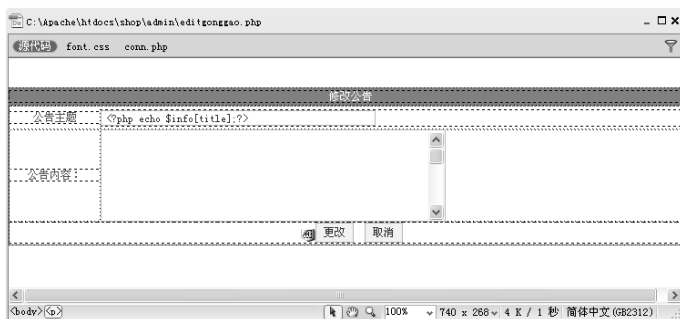 C:\Apache\htdocs\shop\admin\editgonggao.php
源代码 font.css conn.php
修改公告
公告主题 <?php echo $info[title];?>
公告内容：
更改 取消
<body><p> 100% 740 x 268 4 K / 1 秒 简体中文(GB2312)